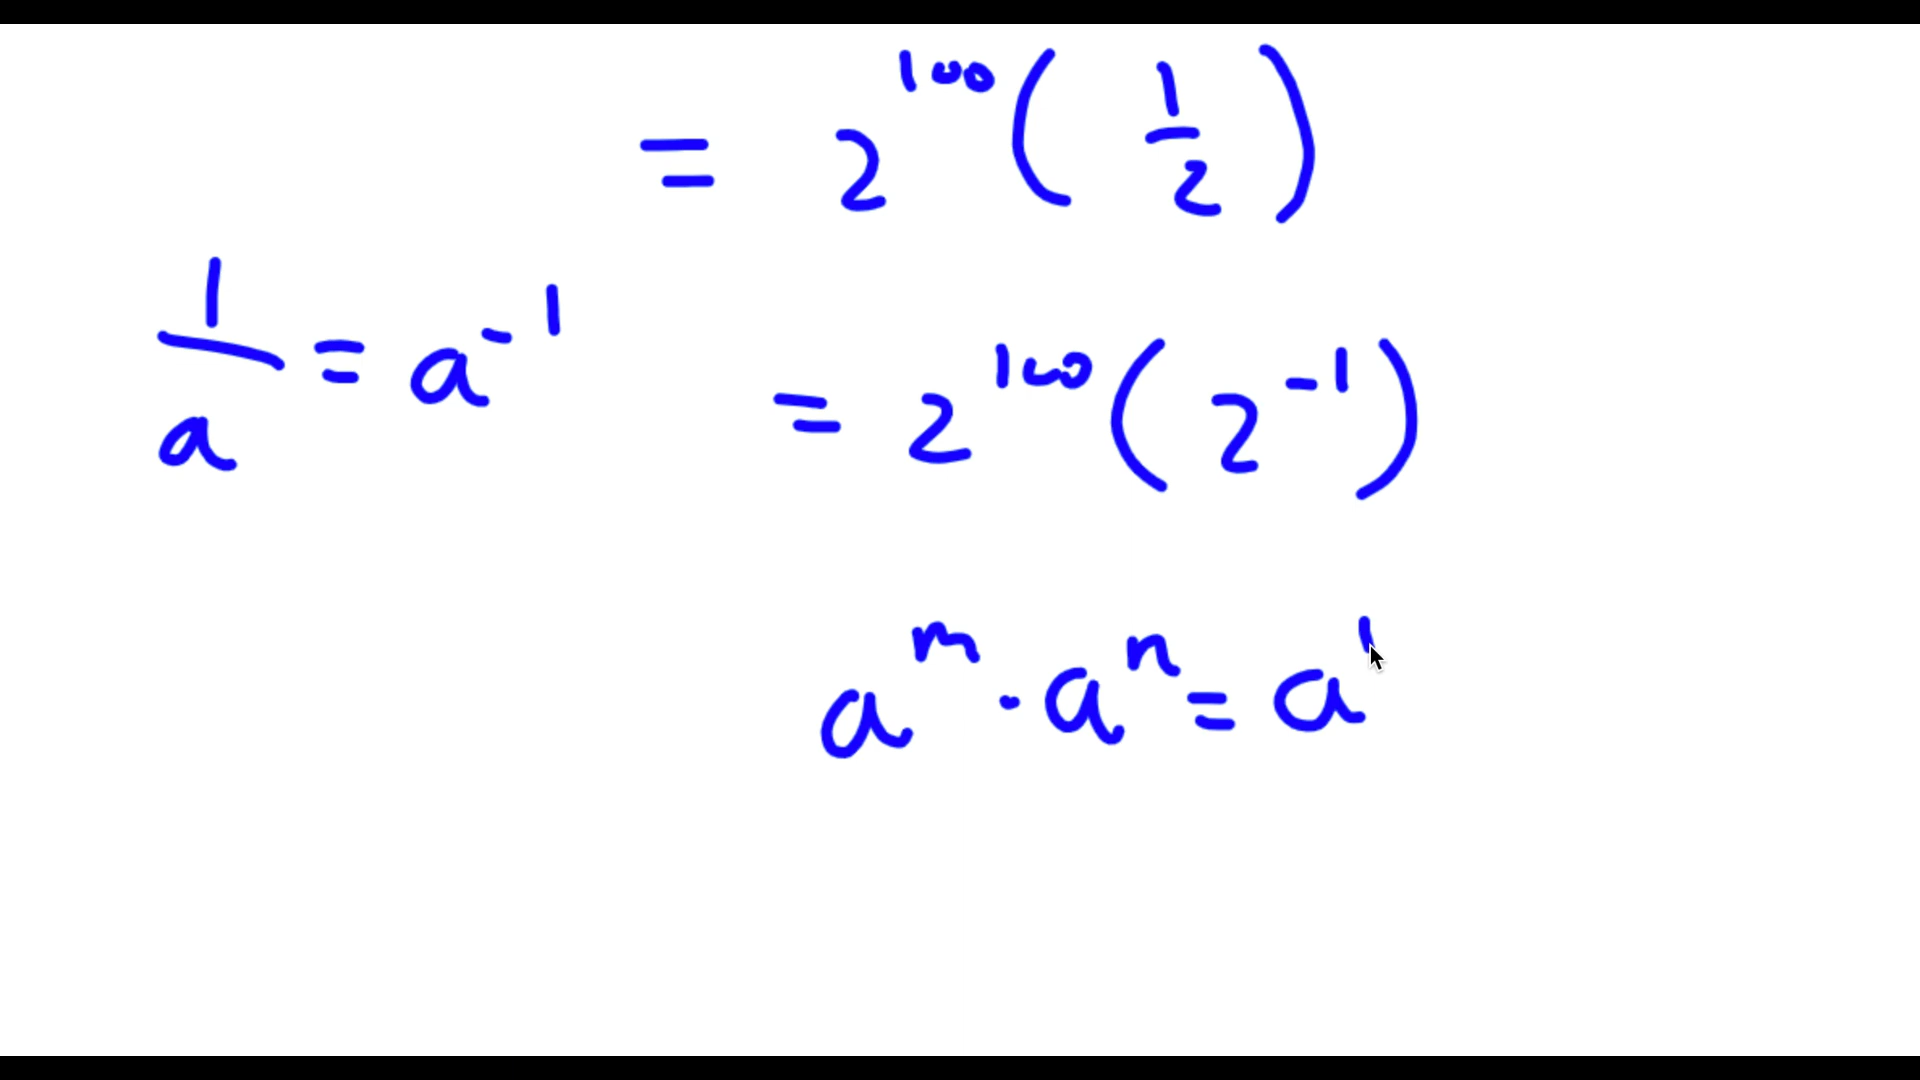 = 2^100 ( 1/2 )
1/a = a^-1
= 2^100 ( 2^-1 )
a^m · a^n = a